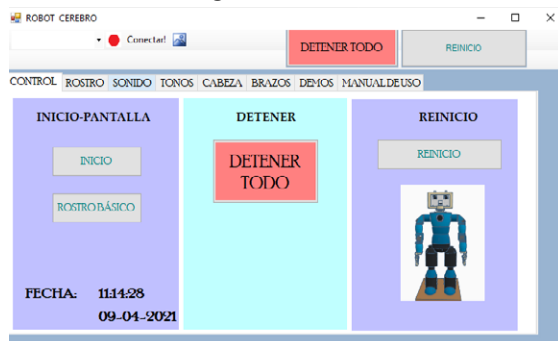 ROBOT CEREBRO
Conectar!
DETENER TODO
REINICIO
CONTROL ROSTRO SONIDO TONOS CABEZA BRAZOS DEMOS MANUAL DE USO
INICIO-PANTALLA
INICIO
ROSTRO BÁSICO
FECHA: 11:14:28
09-04-2021
DETENER
DETENER
TODO
REINICIO
REINICIO